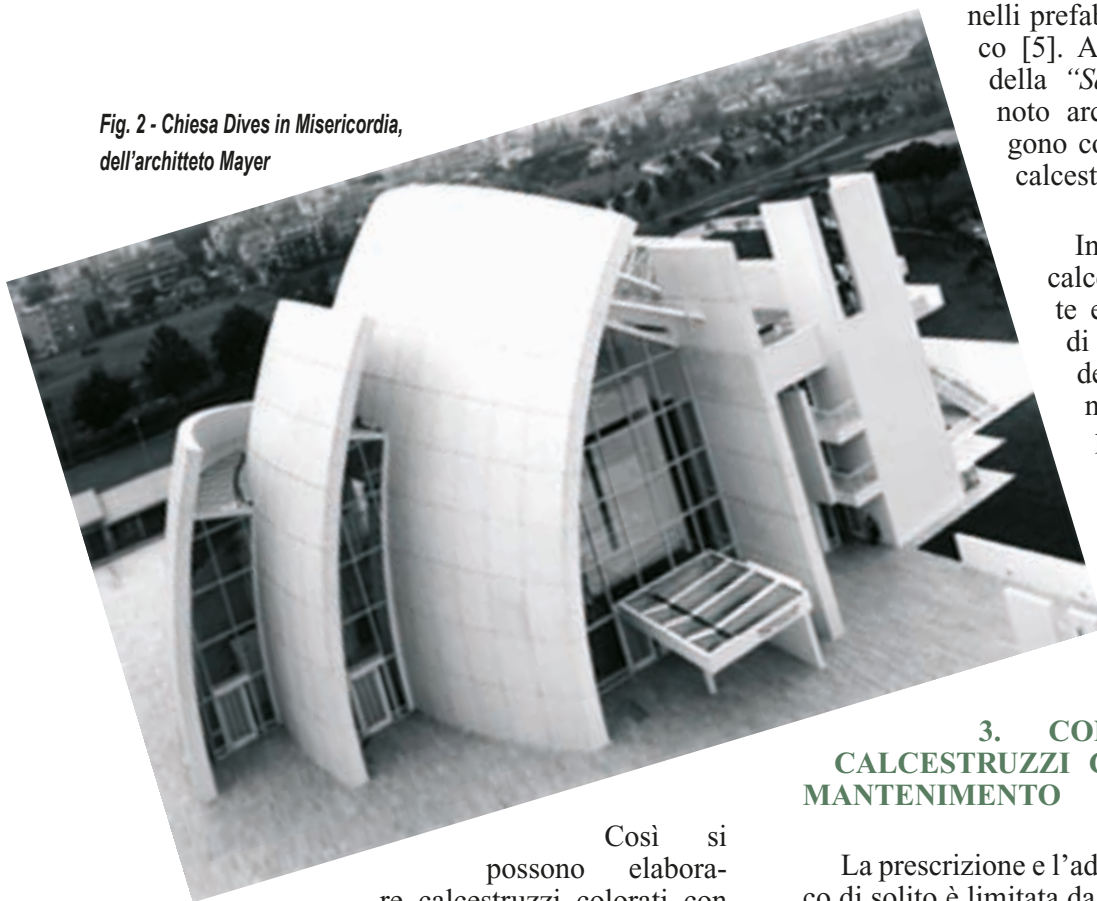 Fig. 2 - Chiesa Dives in Misericordia,
dell'architteto Mayer
Così si
possono elabora-
re calcestruzzi colorati con
nelli prefab
co [5]. A
della “S
noto arc
gono co
calcest
In
calce
te e
di
de
n
3. CO
CALCESTRUZZI C
MANTENIMENTO
La prescrizione e l’ad
co di solito è limitata da